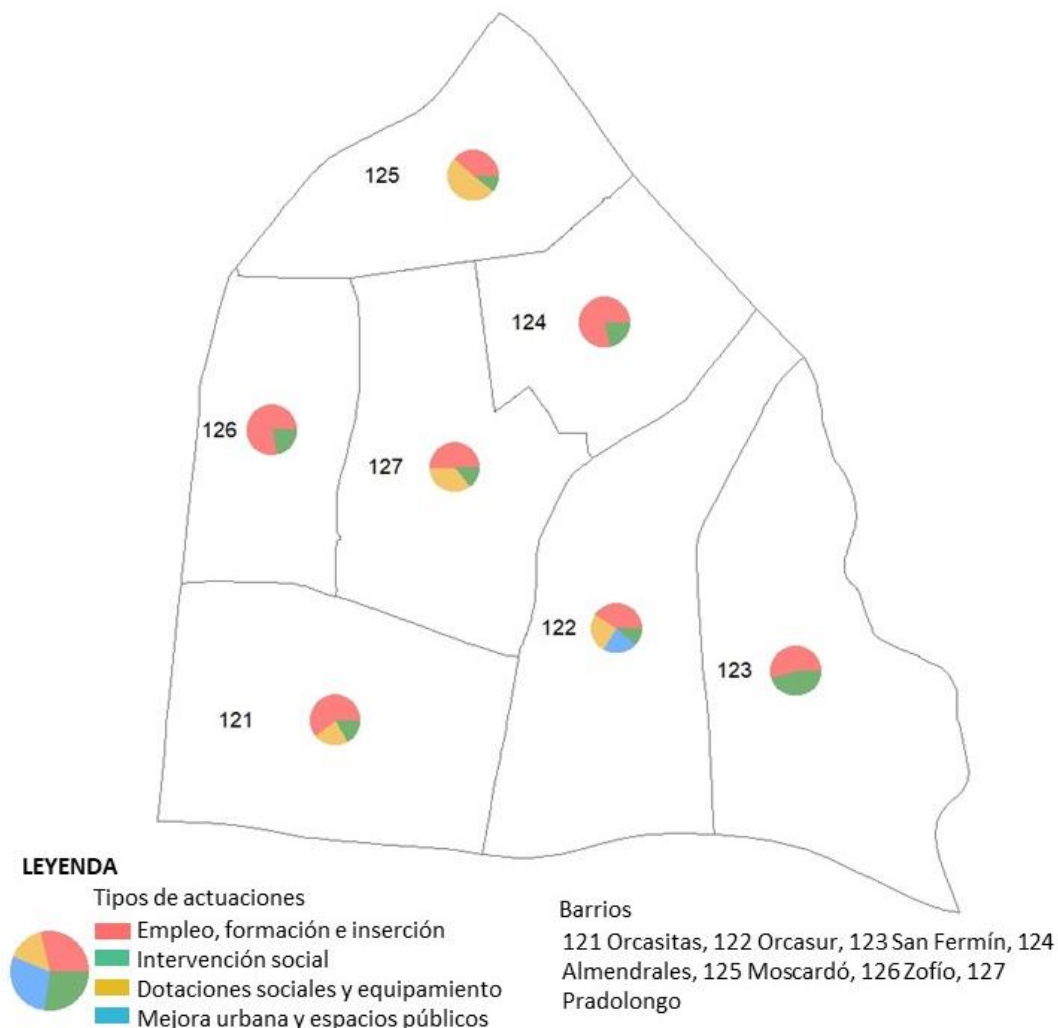 125
124
126
127
122
123
121
LEYENDA
Tipos de actuaciones
Empleo, formación e inserción
Intervención social
Dotaciones sociales y equipamiento
Mejora urbana y espacios públicos
Barrios
121 Orcasitas, 122 Orcasur, 123 San Fermín, 124
Almendrales, 125 Moscardó, 126 Zofío, 127
Pradolongo